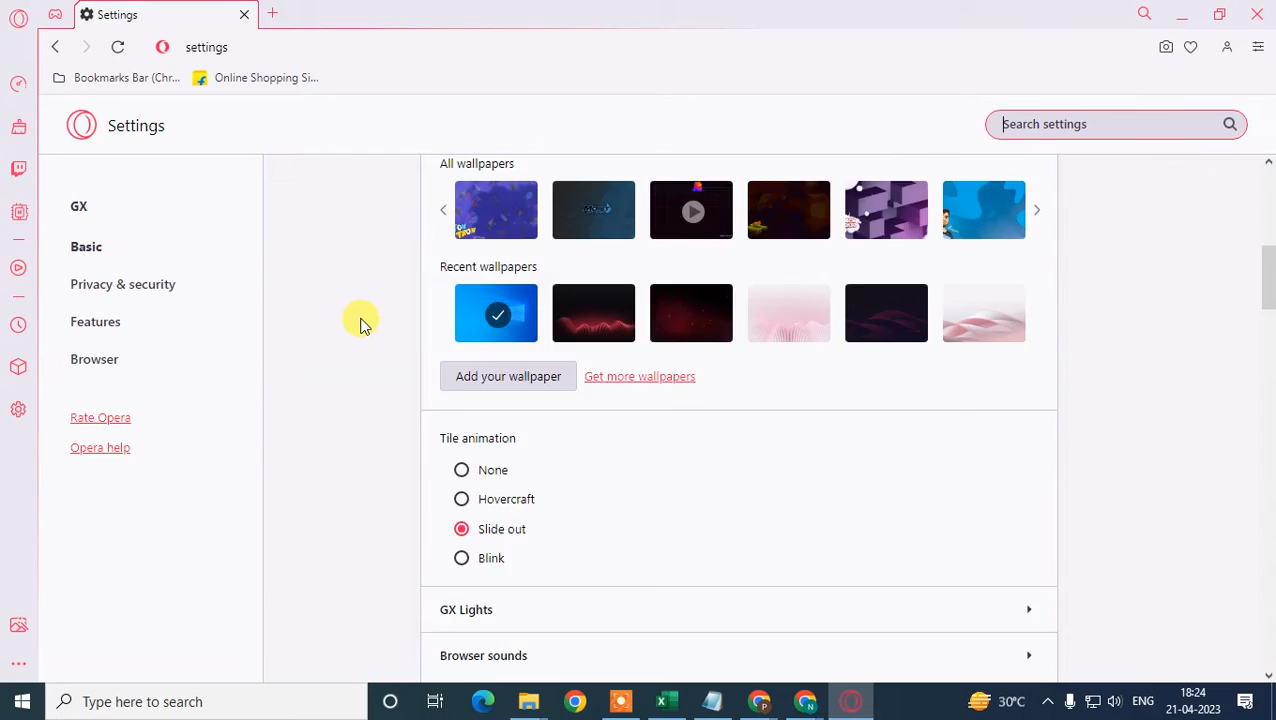 Settings
settings
Bookmarks Bar (Chr...
Online Shopping Si...
Settings
Search settings
GX
Basic
Privacy & security
Features
Browser
Rate Opera
Opera help
All wallpapers
Recent wallpapers
Add your wallpaper
Get more wallpapers
Tile animation
None
Hovercraft
Slide out
Blink
GX Lights
Browser sounds
Type here to search
30°C
ENG
18:24
21-04-2023